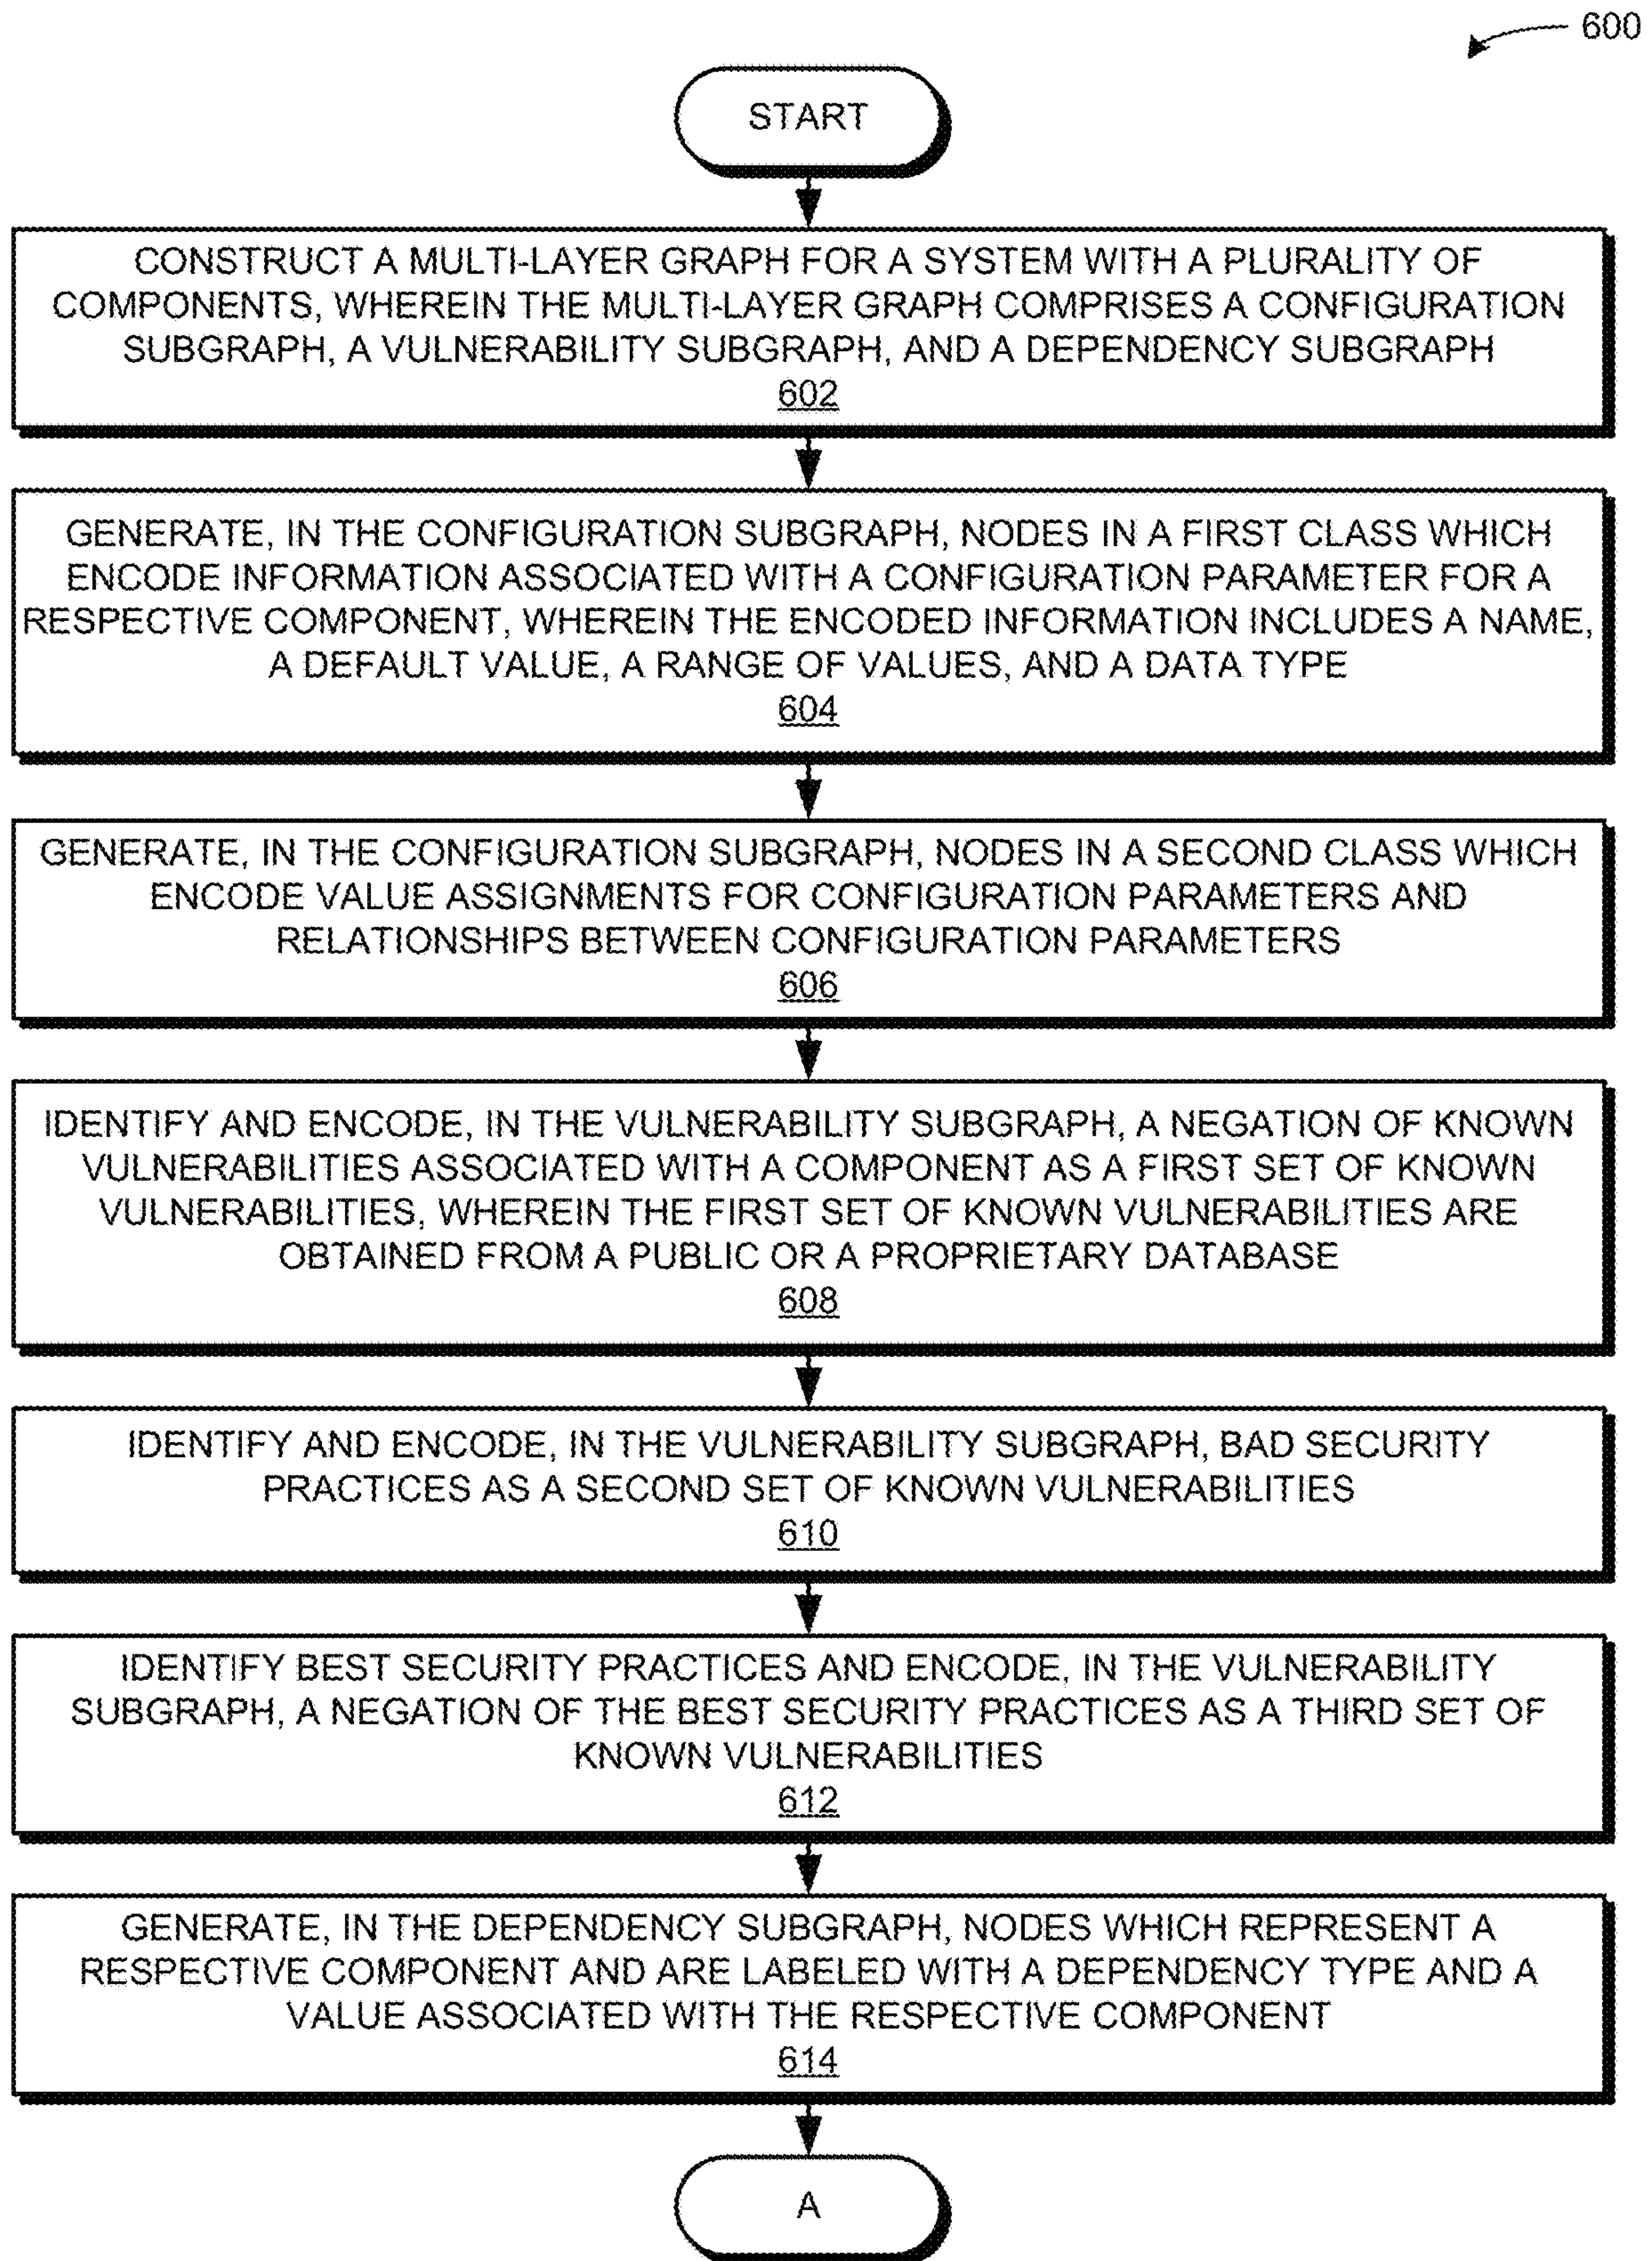 600
START
CONSTRUCT A MULTI-LAYER GRAPH FOR A SYSTEM WITH A PLURALITY OF
COMPONENTS, WHEREIN THE MULTI-LAYER GRAPH COMPRISES A CONFIGURATION
SUBGRAPH, A VULNERABILITY SUBGRAPH, AND A DEPENDENCY SUBGRAPH
602
GENERATE, IN THE CONFIGURATION SUBGRAPH, NODES IN A FIRST CLASS WHICH
ENCODE INFORMATION ASSOCIATED WITH A CONFIGURATION PARAMETER FOR A
RESPECTIVE COMPONENT, WHEREIN THE ENCODED INFORMATION INCLUDES A NAME,
A DEFAULT VALUE, A RANGE OF VALUES, AND A DATA TYPE
604
GENERATE, IN THE CONFIGURATION SUBGRAPH, NODES IN A SECOND CLASS WHICH
ENCODE VALUE ASSIGNMENTS FOR CONFIGURATION PARAMETERS AND
RELATIONSHIPS BETWEEN CONFIGURATION PARAMETERS
606
IDENTIFY AND ENCODE, IN THE VULNERABILITY SUBGRAPH, A NEGATION OF KNOWN
VULNERABILITIES ASSOCIATED WITH A COMPONENT AS A FIRST SET OF KNOWN
VULNERABILITIES, WHEREIN THE FIRST SET OF KNOWN VULNERABILITIES ARE
OBTAINED FROM A PUBLIC OR A PROPRIETARY DATABASE
608
IDENTIFY AND ENCODE, IN THE VULNERABILITY SUBGRAPH, BAD SECURITY
PRACTICES AS A SECOND SET OF KNOWN VULNERABILITIES
610
IDENTIFY BEST SECURITY PRACTICES AND ENCODE, IN THE VULNERABILITY
SUBGRAPH, A NEGATION OF THE BEST SECURITY PRACTICES AS A THIRD SET OF
KNOWN VULNERABILITIES
612
GENERATE, IN THE DEPENDENCY SUBGRAPH, NODES WHICH REPRESENT A
RESPECTIVE COMPONENT AND ARE LABELED WITH A DEPENDENCY TYPE AND A
VALUE ASSOCIATED WITH THE RESPECTIVE COMPONENT
614
A